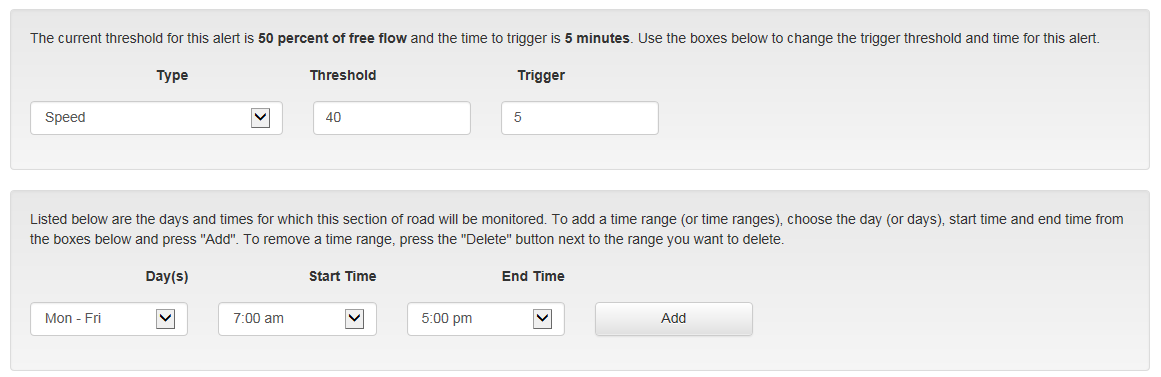 The current threshold for this alert is 50 percent of free flow and the time to trigger is 5 minutes. Use the boxes below to change the trigger threshold and time for this alert.
Type Threshold Trigger
Speed 40 5
Listed below are the days and times for which this section of road will be monitored. To add a time range (or time ranges), choose the day (or days), start time and end time from
the boxes below and press "Add". To remove a time range, press the "Delete" button next to the range you want to delete.
Day(s) Start Time End Time
Mon - Fri 7:00 am 5:00 pm Add